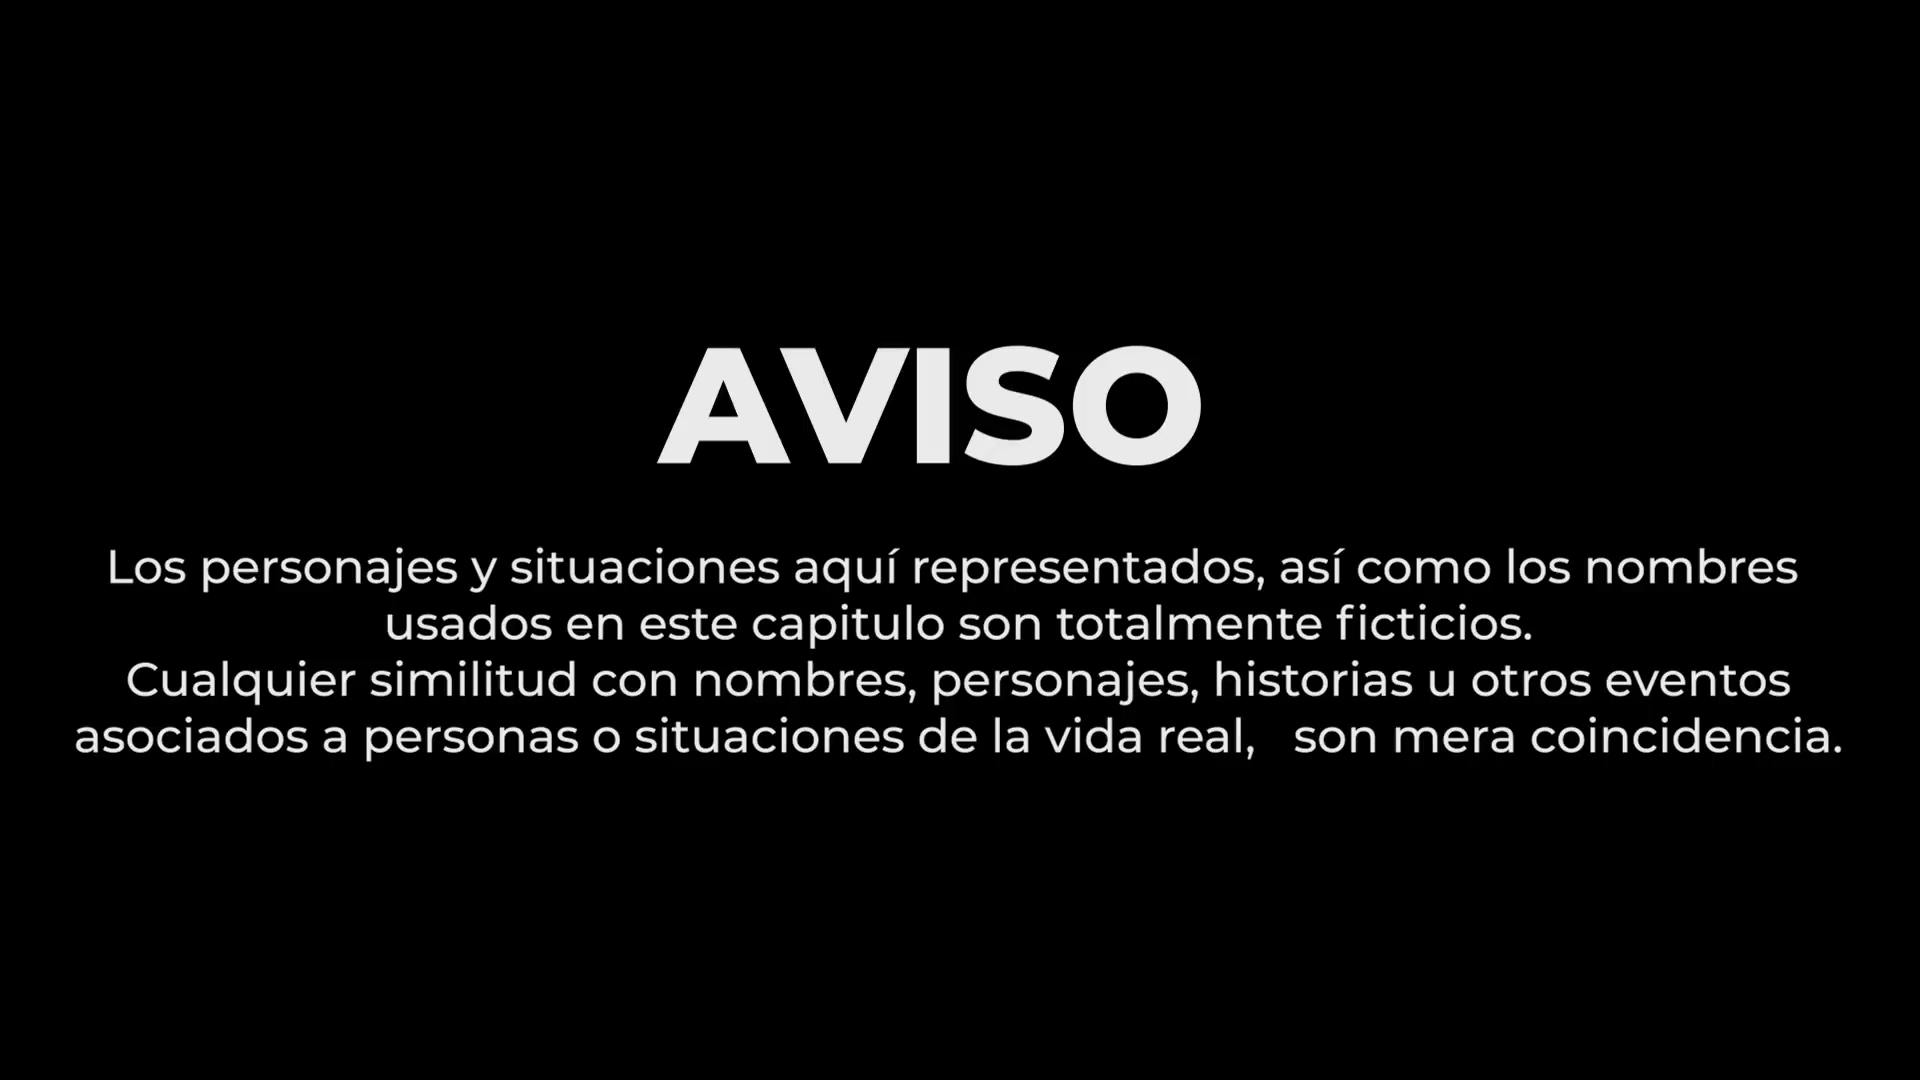 AVISO
Los personajes y situaciones aquí representados, así como los nombres
usados en este capitulo son totalmente ficticios.
Cualquier similitud con nombres, personajes, historias u otros eventos
asociados a personas o situaciones de la vida real,   son mera coincidencia.